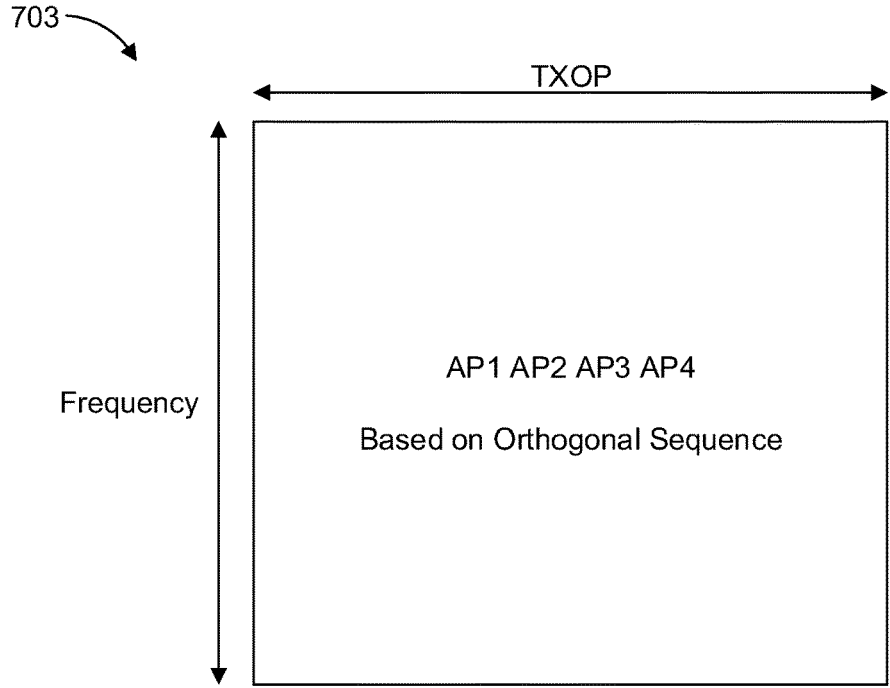 703
TXOP
AP1 AP2 AP3 AP4
Frequency
Based on Orthogonal Sequence